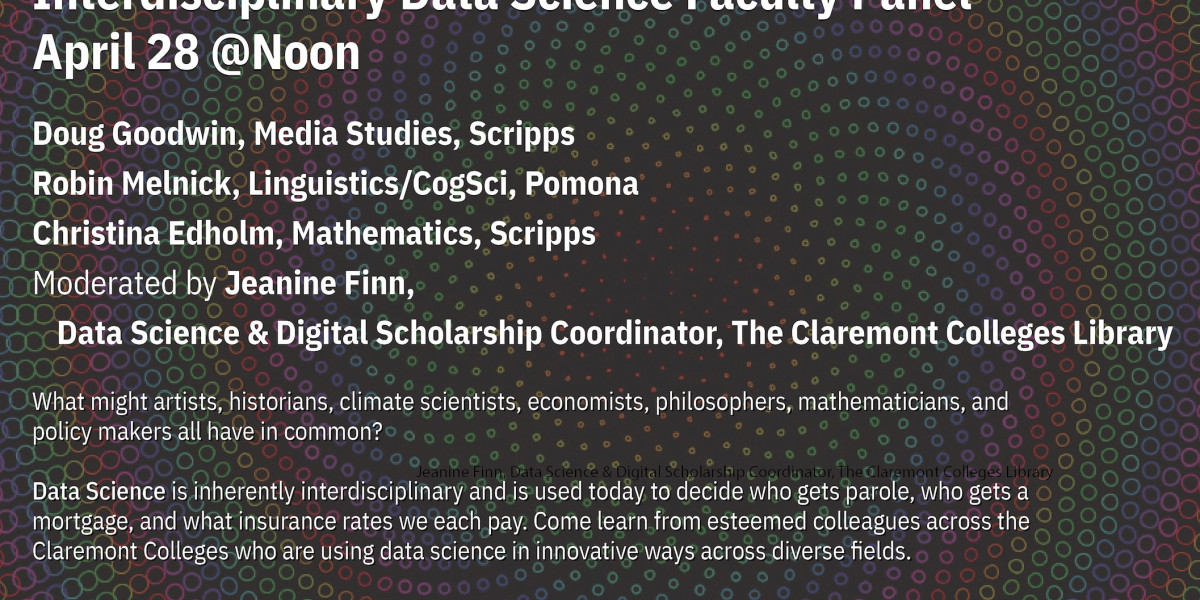 Interdisciplinary Data Science Faculty Panel
April 28 @Noon
Doug Goodwin, Media Studies, Scripps
Robin Melnick, Linguistics/CogSci, Pomona
Christina Edholm, Mathematics, Scripps
Moderated by Jeanine Finn,
Data Science & Digital Scholarship Coordinator, The Claremont Colleges Library
What might artists, historians, climate scientists, economists, philosophers, mathematicians, and
policy makers all have in common?
Jeanine Finn, Data Science & Digital Scholarship Coordinator, The Claremont Colleges Library
Data Science is inherently interdisciplinary and is used today to decide who gets parole, who gets a
mortgage, and what insurance rates we each pay. Come learn from esteemed colleagues across the
Claremont Colleges who are using data science in innovative ways across diverse fields.